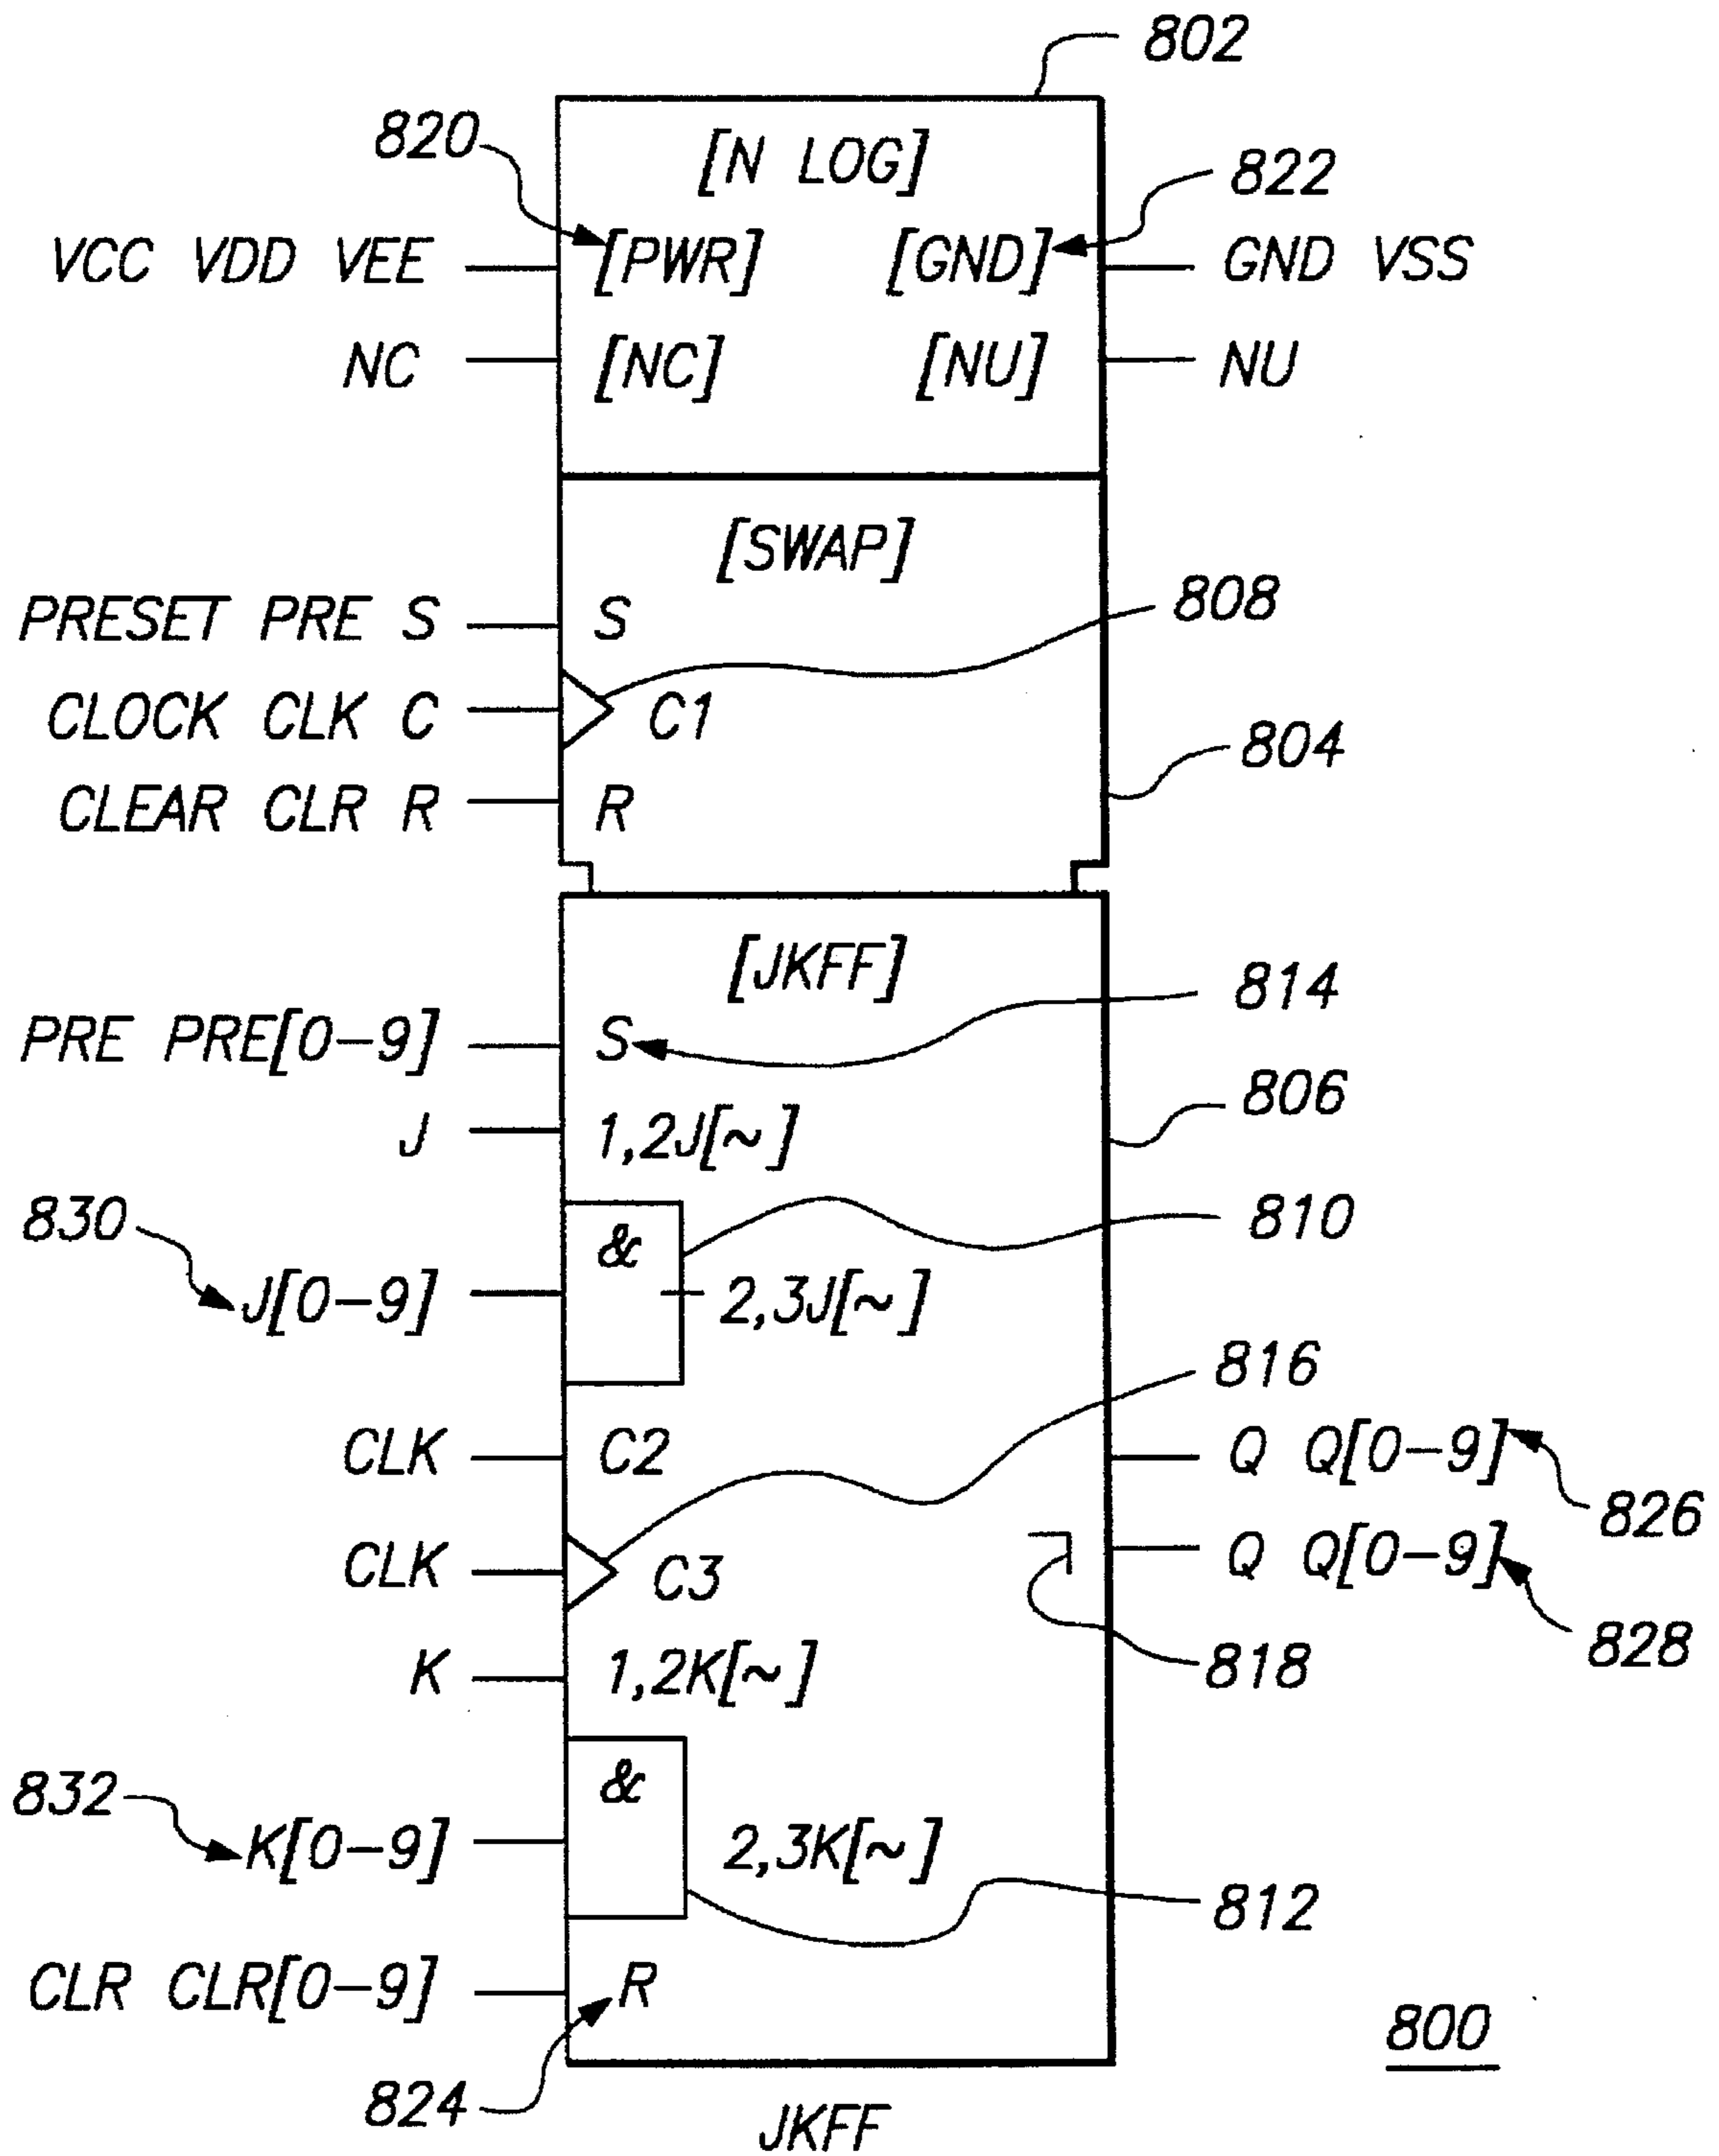 802
820
[N LOG]
822
VCC VDD VEE [PWR] [GND] GND VSS
NC [NC] [NU] NU
[SWAP]
808
PRESET PRE S S
CLOCK CLK C C1
804
CLEAR CLR R R
[JKFF]
814
PRE PRE[0-9] S
806
J 1,2J[~]
830
& 810
J[0-9] 2,3J[~]
816
CLK C2 Q Q[0-9]
826
CLK C3 Q Q[0-9]
828
K 1,2K[~] 818
&
832
K[0-9] 2,3K[~]
812
CLR CLR[0-9] R
800
824
JKFF